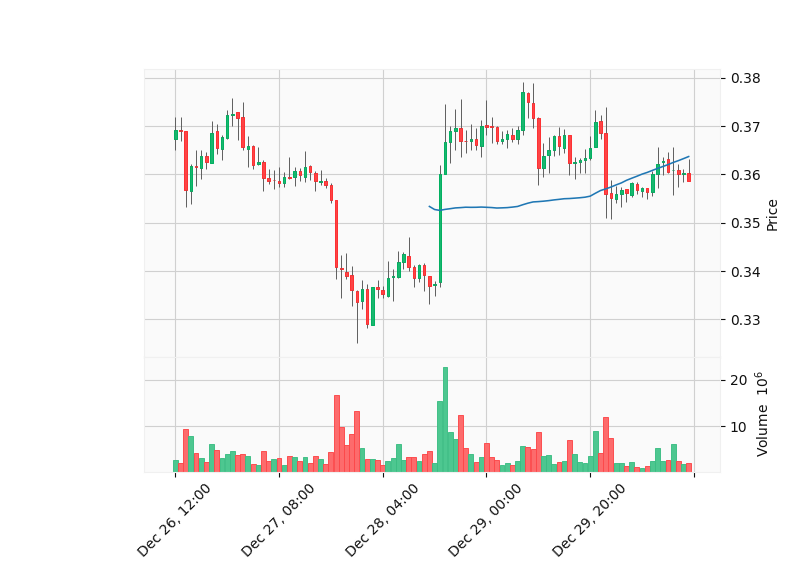 0.38
0.37
0.36
0.35
0.34
0.33
Price
20
10
Volume 10^6
Dec 26, 12:00
Dec 27, 08:00
Dec 28, 04:00
Dec 29, 00:00
Dec 29, 20:00